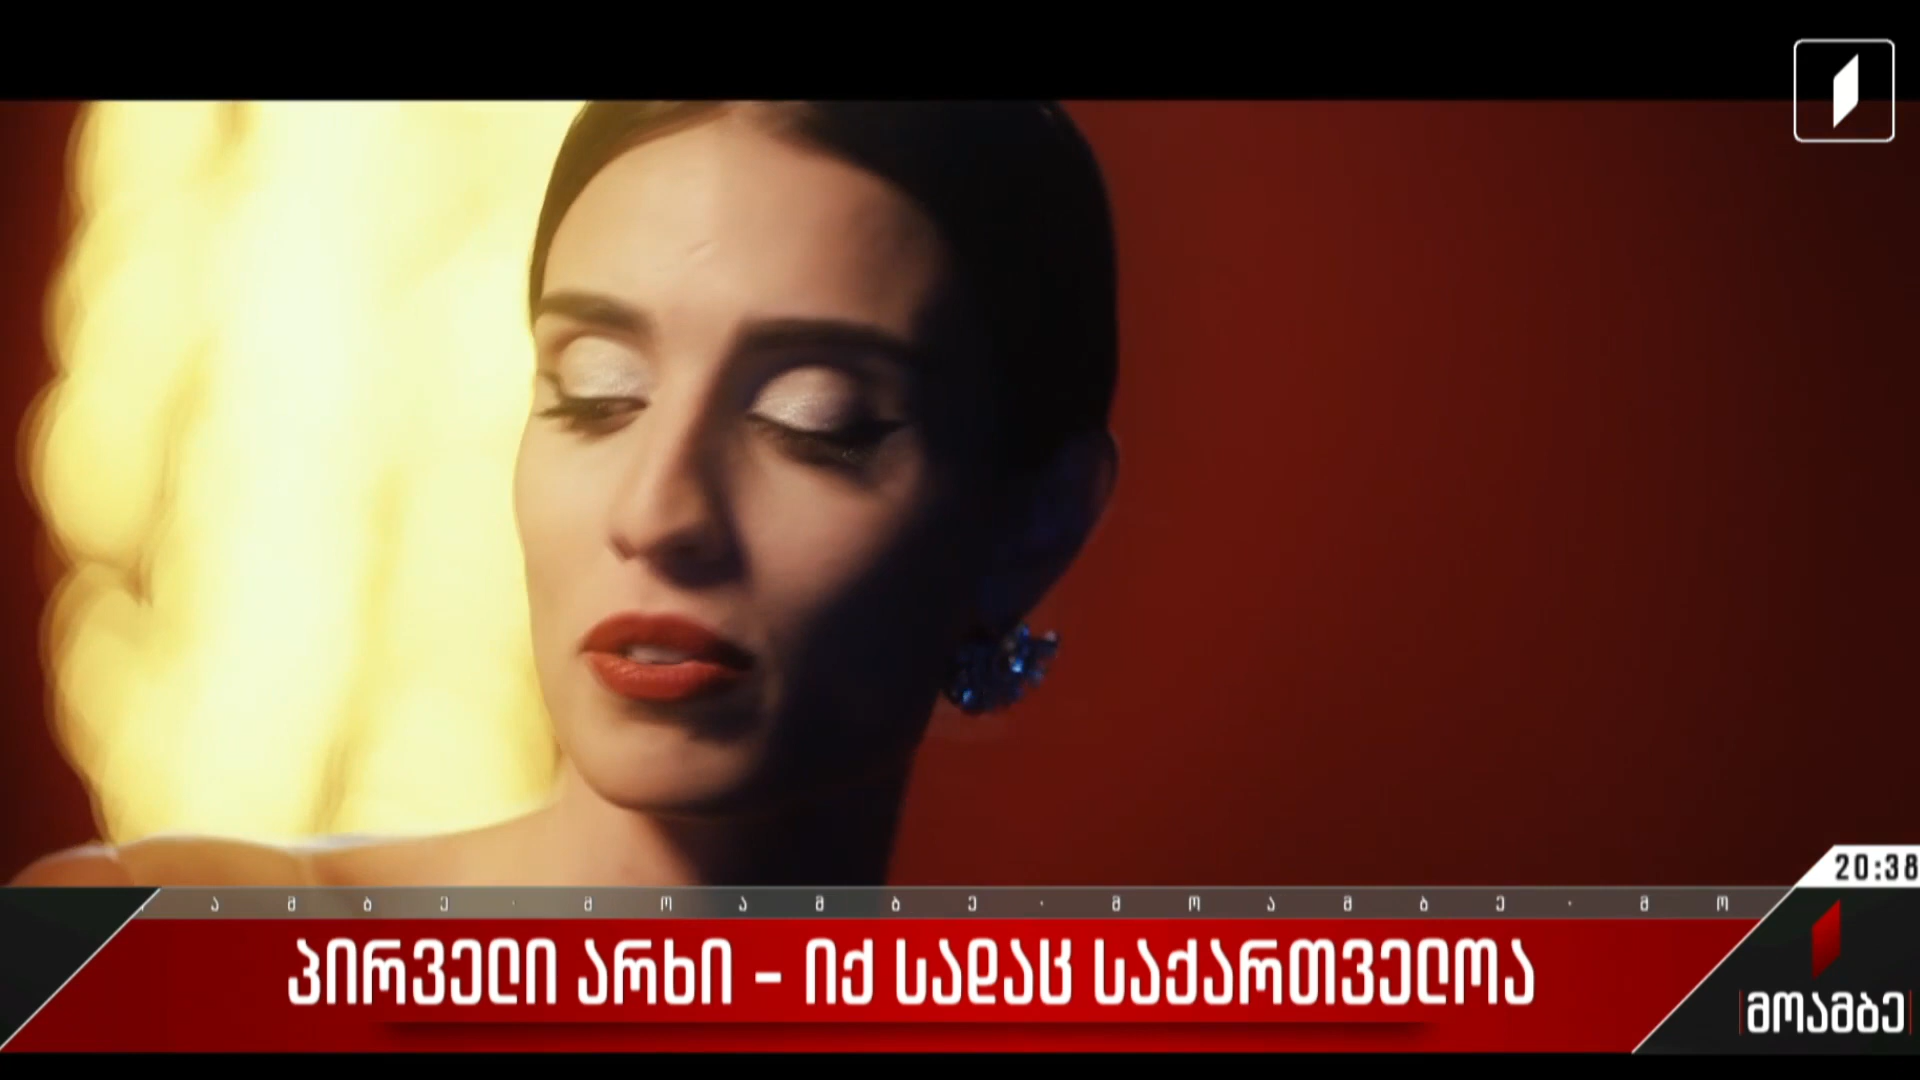 20:38
ა მ ბ ე · მ ო ა მ ბ ე · მ ო ა მ ბ ე · მ ო
პირველი არხი – იქ სადაც საქართველოა
მოამბე